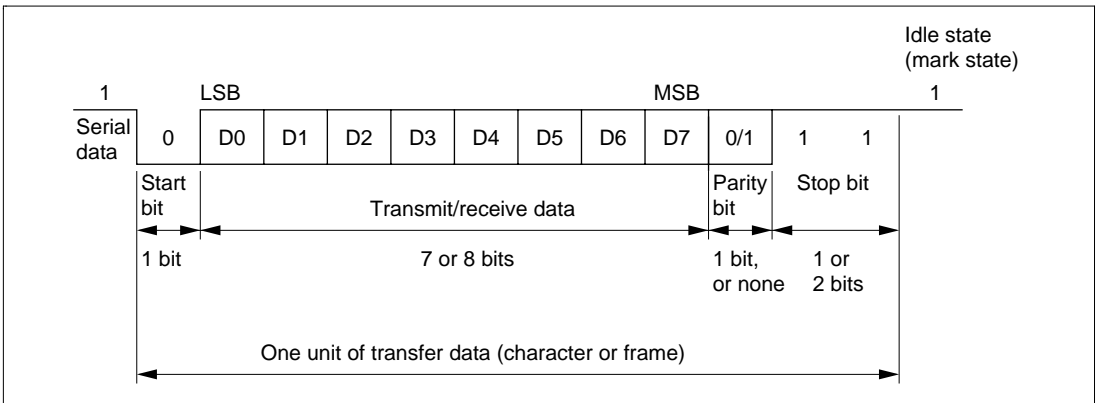 Idle state
(mark state)
1 LSB MSB 1
Serial
data
0 D0 D1 D2 D3 D4 D5 D6 D7 0/1 1 1
Start
bit
Transmit/receive data
Parity
bit
Stop bit
1 bit
7 or 8 bits
1 bit,
or none
1 or
2 bits
One unit of transfer data (character or frame)